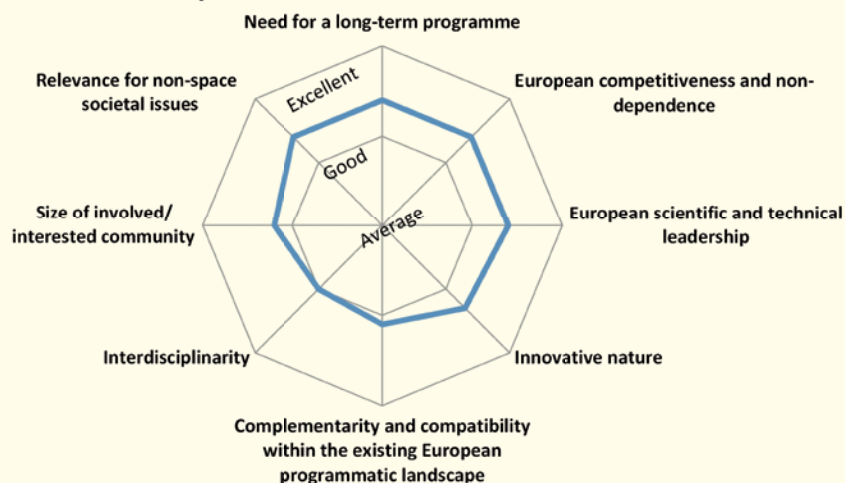 Need for a long-term programme
Relevance for non-space
societal issues
European competitiveness and non-
dependence
Excellent
Good
Average
Size of involved/
interested community
European scientific and technical
leadership
Interdisciplinarity
Innovative nature
Complementarity and compatibility
within the existing European
programmatic landscape